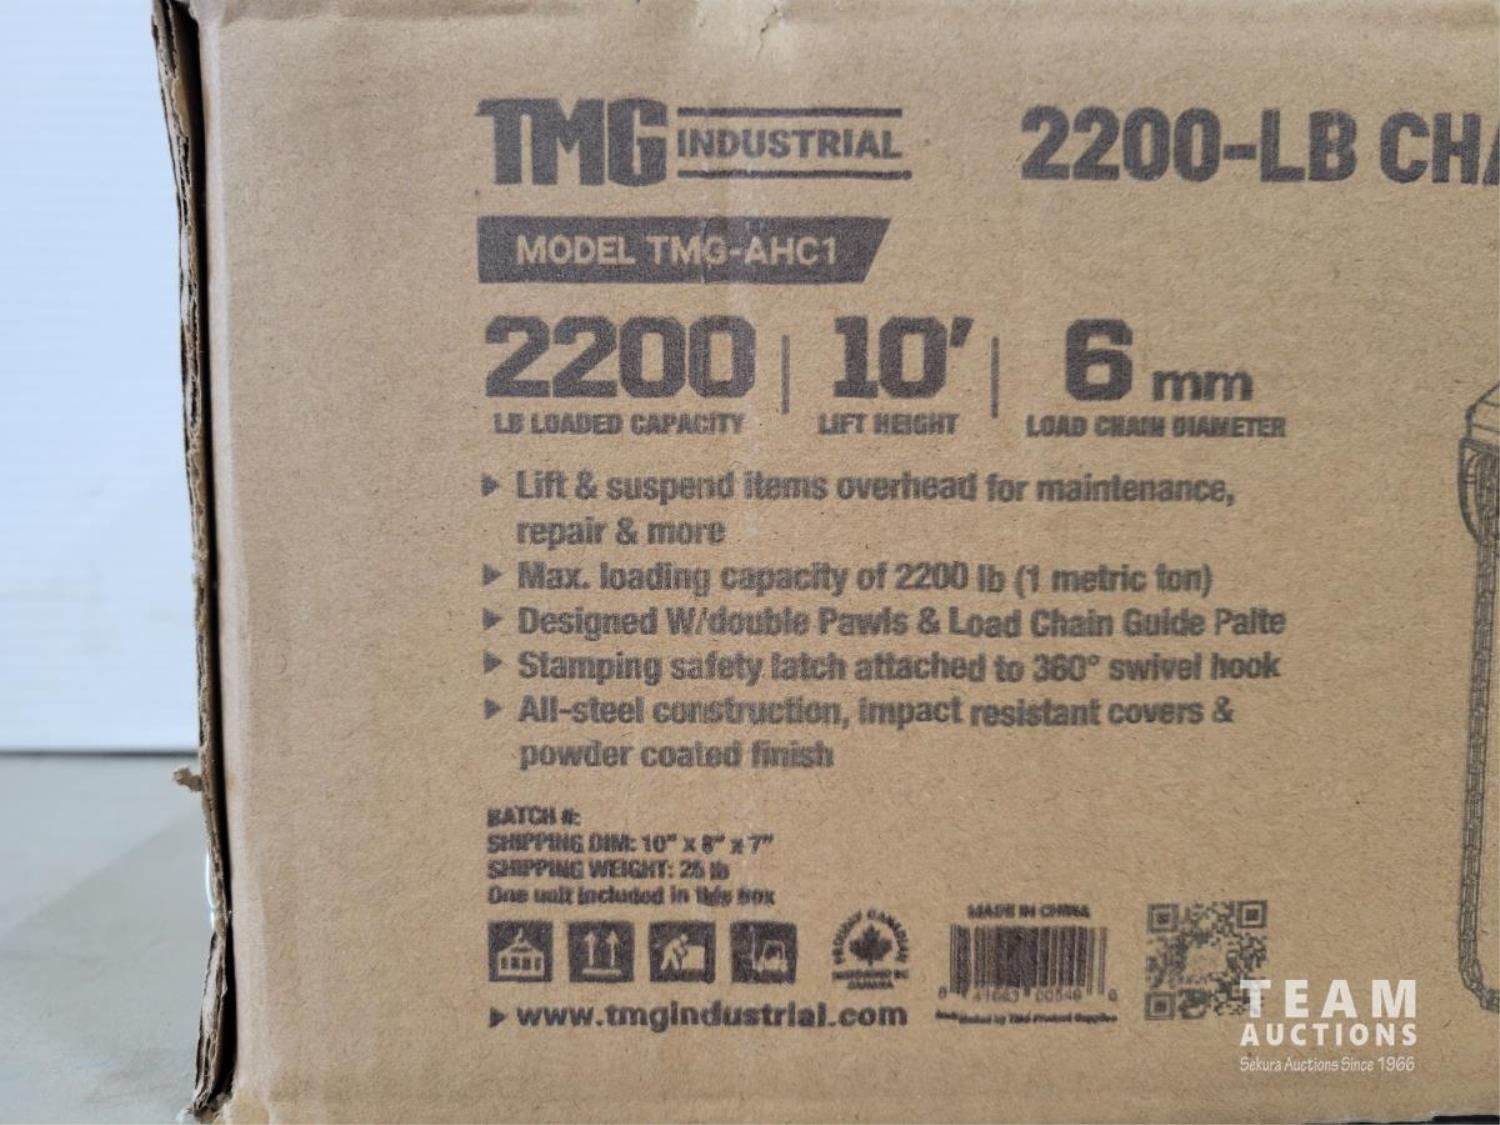 TMG INDUSTRIAL
2200-LB CHA
MODEL TMG-AHC1
2200 | 10' | 6 mm
LB LOADED CAPACITY LIFT HEIGHT LOAD CHAIN DIAMETER
▸ Lift & suspend items overhead for maintenance,
repair & more
▸ Max. loading capacity of 2200 lb (1 metric ton)
▸ Designed W/double Pawls & Load Chain Guide Palte
▸ Stamping safety latch attached to 360° swivel hook
▸ All-steel construction, impact resistant covers &
powder coated finish
BATCH #:
SHIPPING DIM: 10" x 8" x 7"
SHIPPING WEIGHT: 25 lb
One unit included in this box
MADE IN CHINA
▸ www.tmgindustrial.com
TEAM
AUCTIONS
Sekura Auctions Since 1966